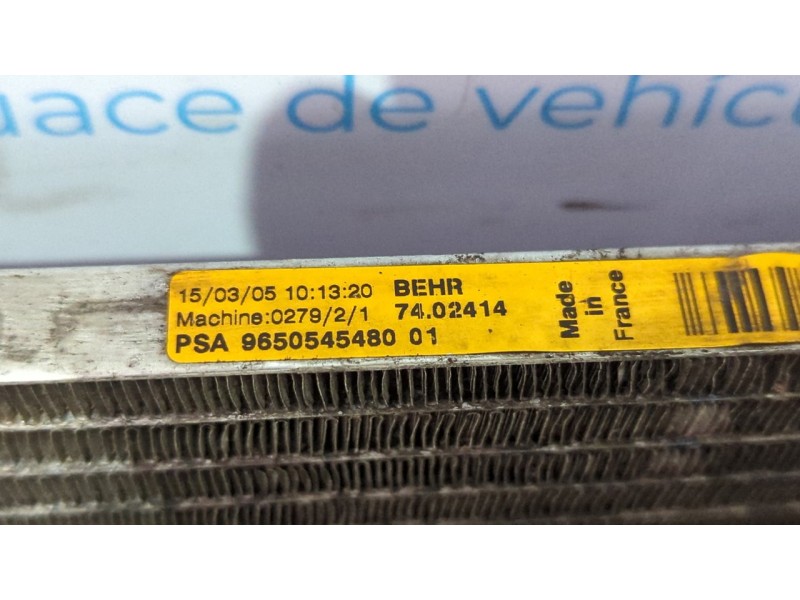 de vehícu
15/03/05 10:13:20 BEHR
Machine:0279/2/1 74.02414
PSA 9650545480 01
Made
in
France